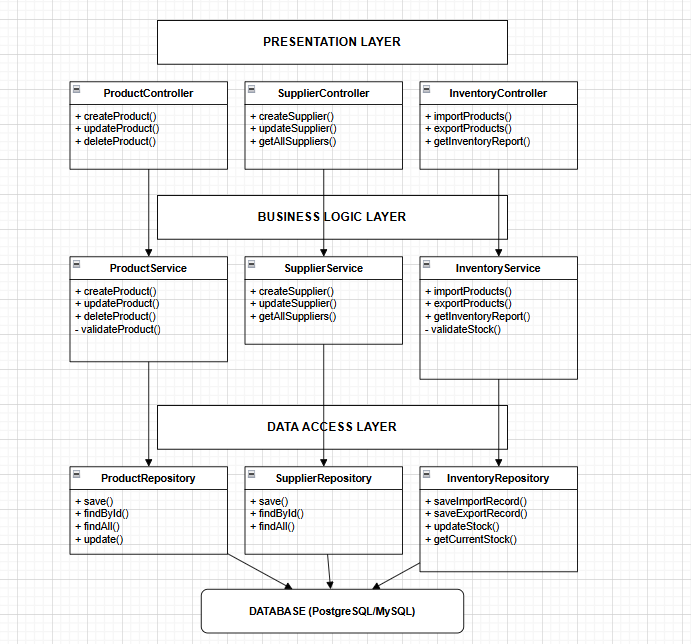 PRESENTATION LAYER
ProductController
+ createProduct()
+ updateProduct()
+ deleteProduct()
SupplierController
+ createSupplier()
+ updateSupplier()
+ getAllSuppliers()
InventoryController
+ importProducts()
+ exportProducts()
+ getInventoryReport()
BUSINESS LOGIC LAYER
ProductService
+ createProduct()
+ updateProduct()
+ deleteProduct()
- validateProduct()
SupplierService
+ createSupplier()
+ updateSupplier()
+ getAllSuppliers()
InventoryService
+ importProducts()
+ exportProducts()
+ getInventoryReport()
- validateStock()
DATA ACCESS LAYER
ProductRepository
+ save()
+ findById()
+ findAll()
+ update()
SupplierRepository
+ save()
+ findById()
+ findAll()
InventoryRepository
+ saveImportRecord()
+ saveExportRecord()
+ updateStock()
+ getCurrentStock()
DATABASE (PostgreSQL/MySQL)